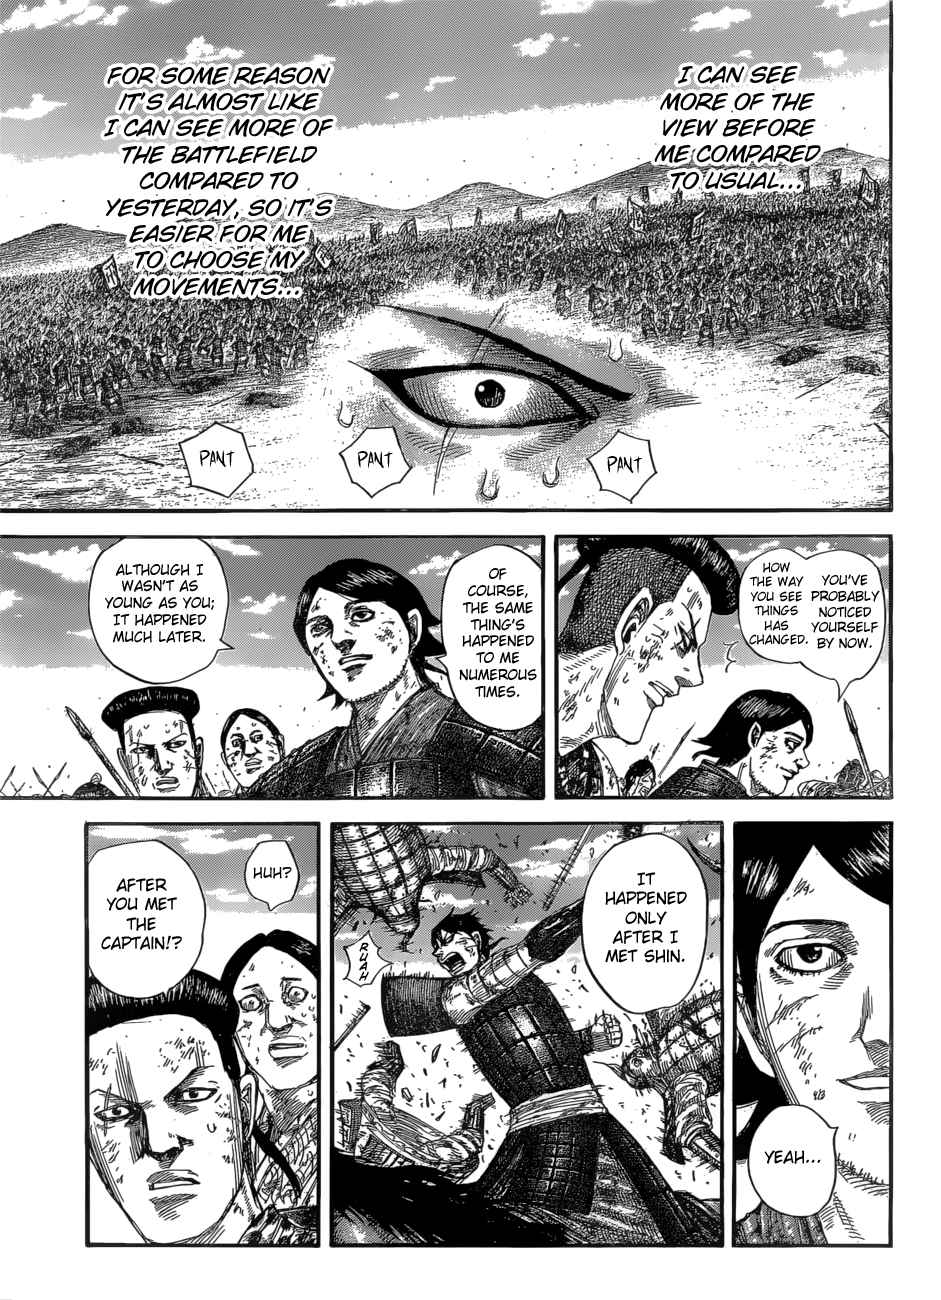 I CAN SEE
MORE OF THE
VIEW BEFORE
ME COMPARED
TO USUAL...
FOR SOME REASON
IT'S ALMOST LIKE
I CAN SEE MORE OF
THE BATTLEFIELD
COMPARED TO
YESTERDAY, SO IT'S
EASIER FOR ME
TO CHOOSE MY
MOVEMENTS...
PANT
PANT
PANT
YOU'VE
PROBABLY
NOTICED
YOURSELF
BY NOW.
HOW
THE WAY
YOU SEE
THINGS
HAS
CHANGED.
OF
COURSE,
THE SAME
THING'S
HAPPENED
TO ME
NUMEROUS
TIMES.
ALTHOUGH I
WASN'T AS
YOUNG AS YOU;
IT HAPPENED
MUCH LATER.
YEAH...
IT
HAPPENED
ONLY
AFTER I
MET SHIN.
RUAH
HUH?
AFTER
YOU MET
THE
CAPTAIN!?